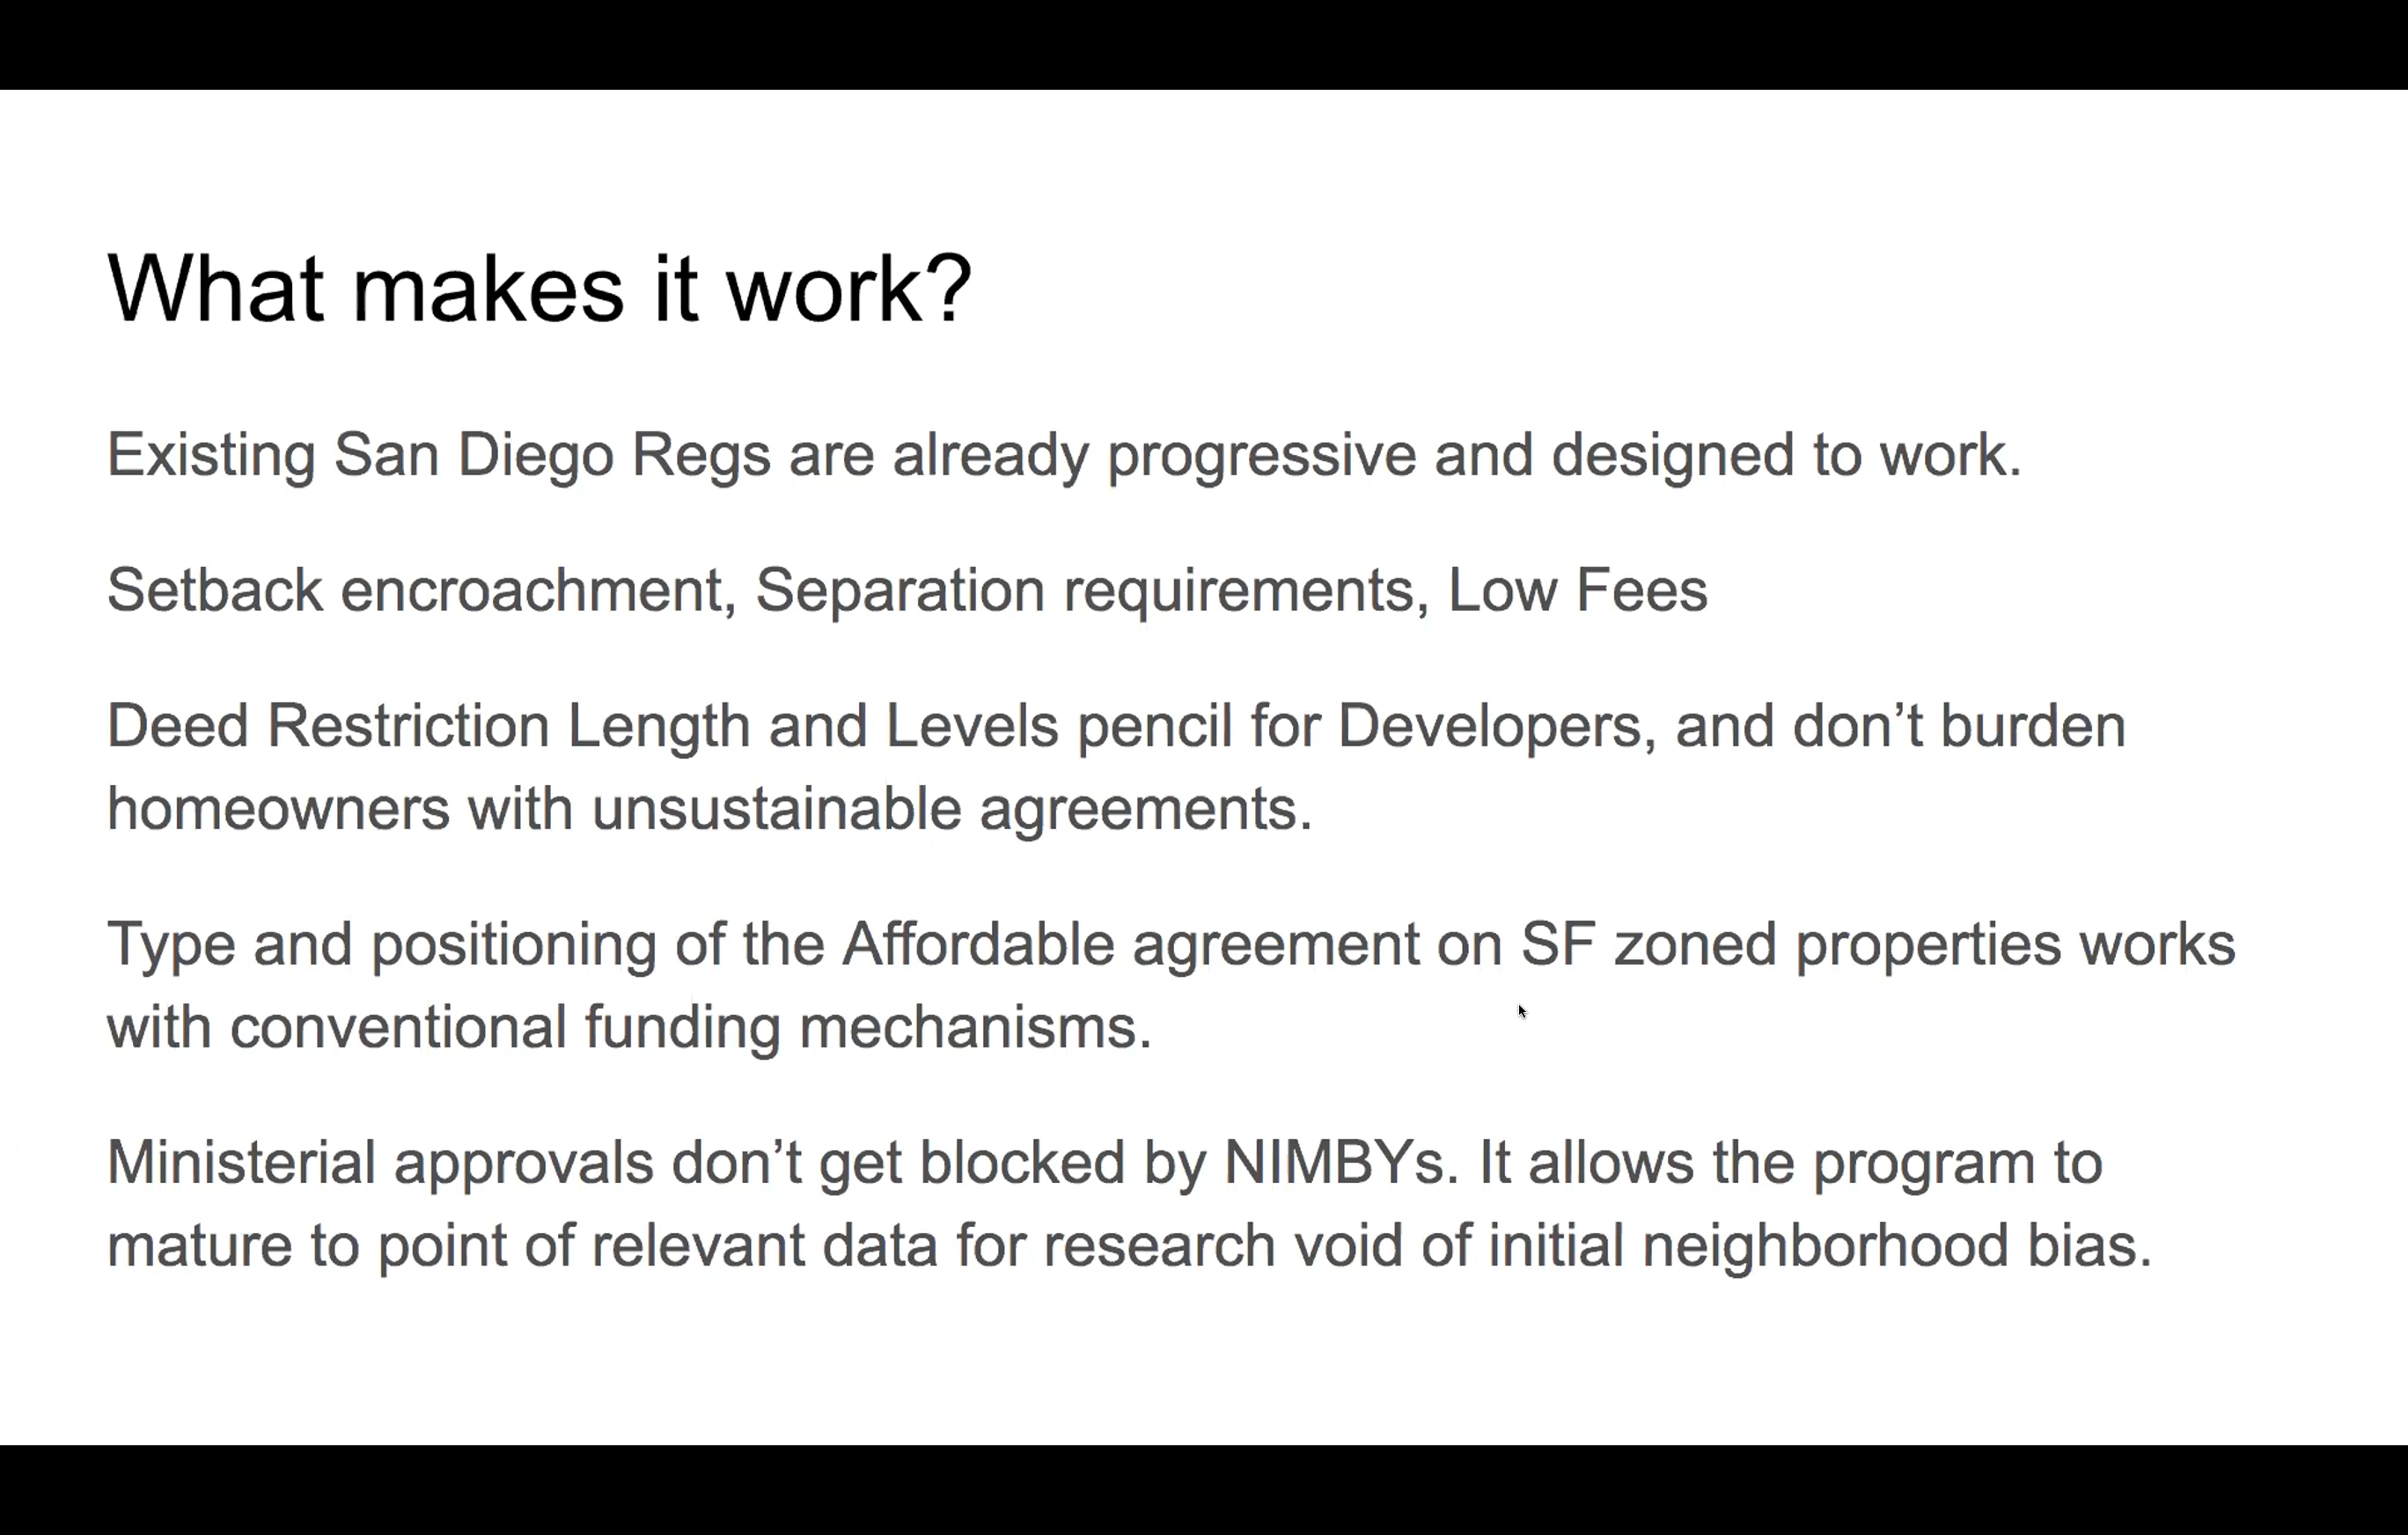 What makes it work?
Existing San Diego Regs are already progressive and designed to work.
Setback encroachment, Separation requirements, Low Fees
Deed Restriction Length and Levels pencil for Developers, and don’t burden
homeowners with unsustainable agreements.
Type and positioning of the Affordable agreement on SF zoned properties works
with conventional funding mechanisms.
Ministerial approvals don’t get blocked by NIMBYs. It allows the program to
mature to point of relevant data for research void of initial neighborhood bias.